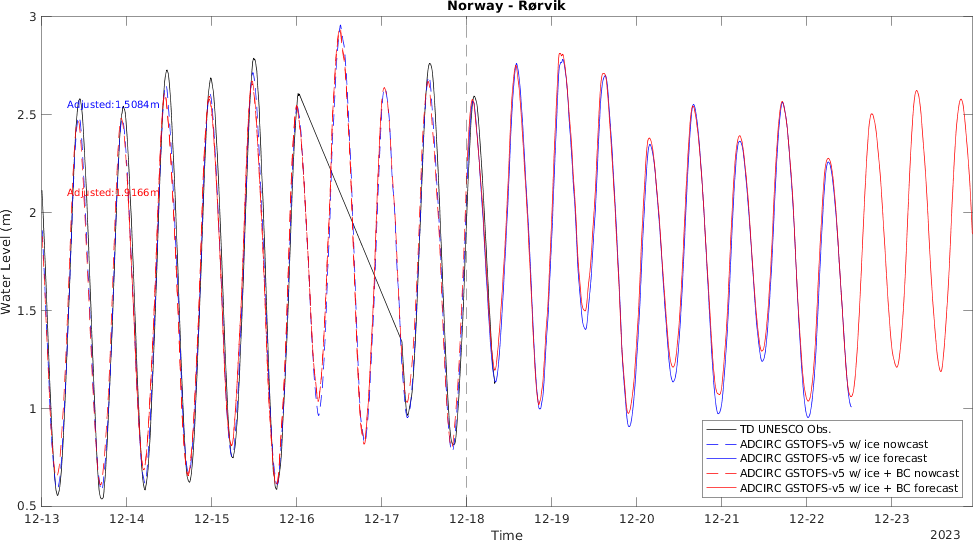 Norway - Rørvik
3
2.5
2
1.5
1
0.5
Water Level (m)
Adjusted:1.5084m
Adjusted:1.9166m
TD UNESCO Obs.
ADCIRC GSTOFS-v5 w/ ice nowcast
ADCIRC GSTOFS-v5 w/ ice forecast
ADCIRC GSTOFS-v5 w/ ice + BC nowcast
ADCIRC GSTOFS-v5 w/ ice + BC forecast
12-13 12-14 12-15 12-16 12-17 12-18 12-19 12-20 12-21 12-22 12-23
Time
2023